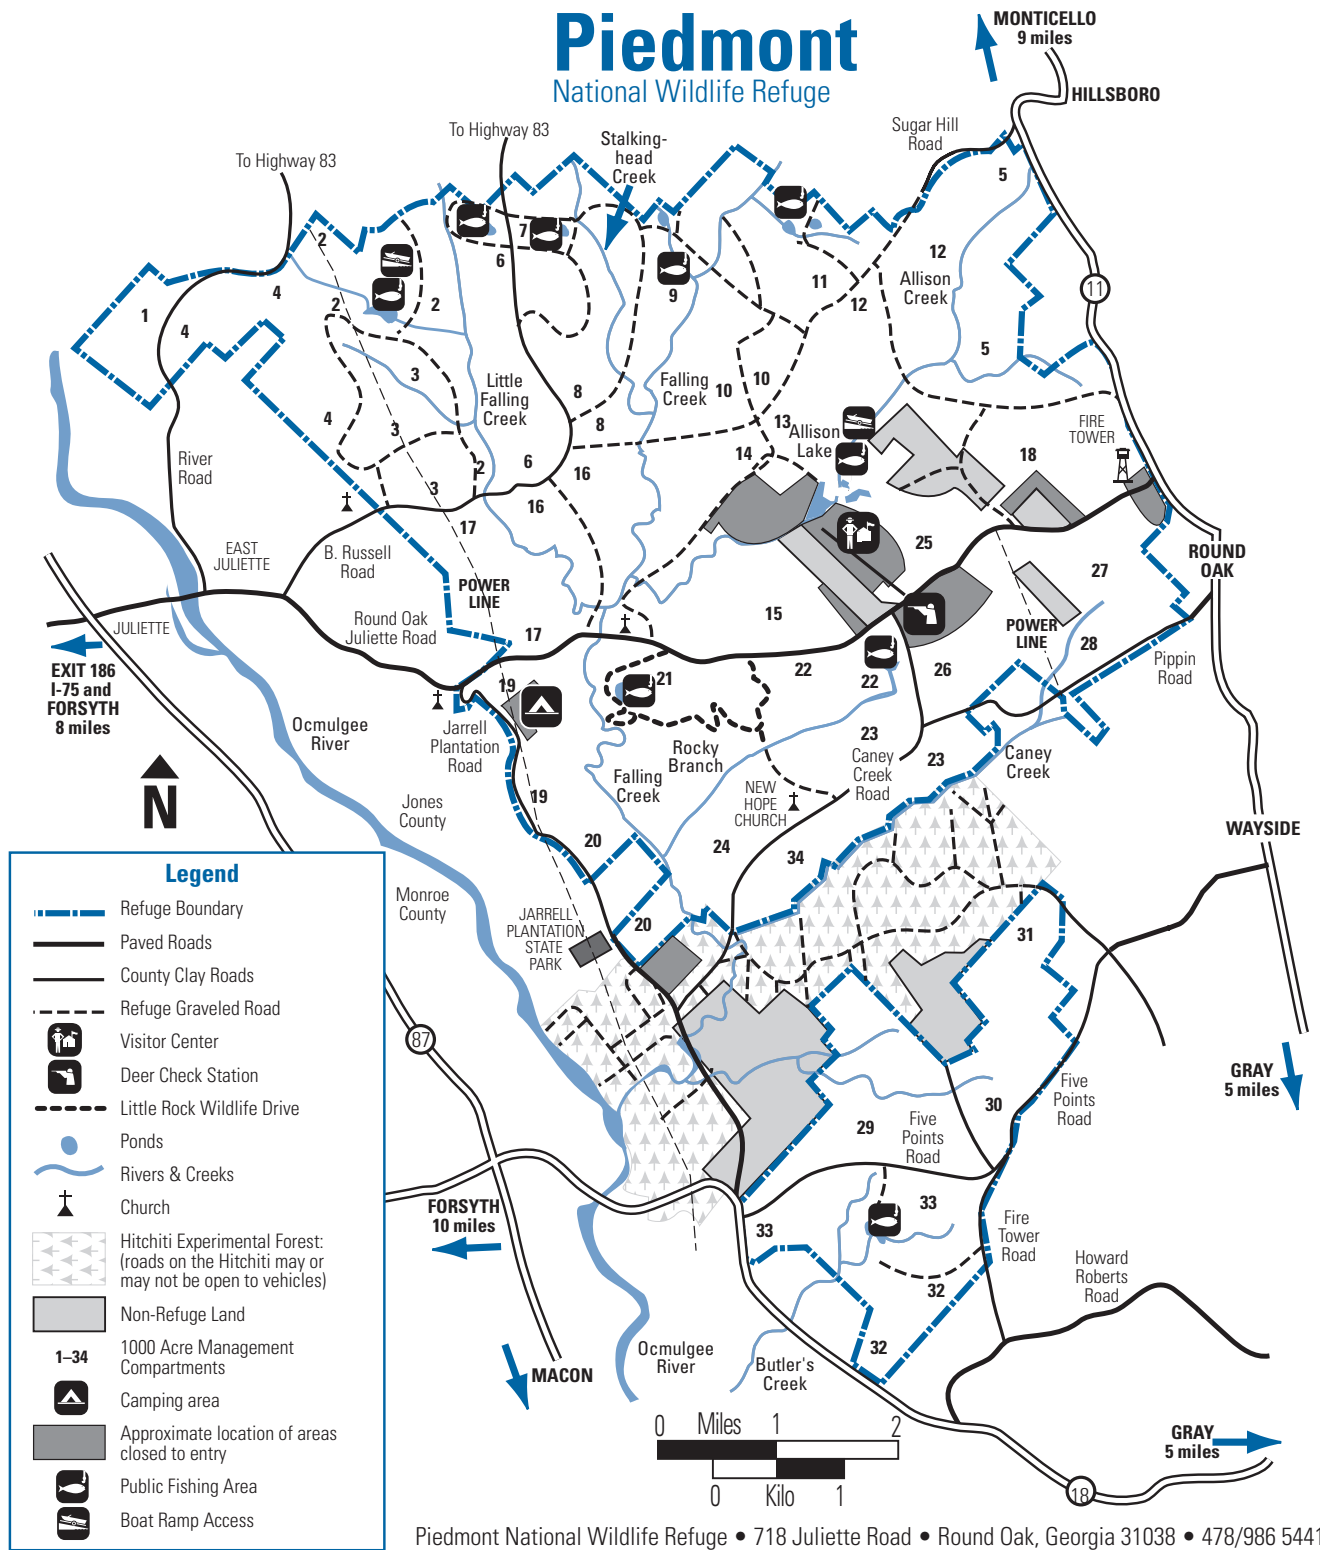 Piedmont
National Wildlife Refuge
MONTICELLO
9 miles
HILLSBORO
Sugar Hill
Road
To Highway 83
To Highway 83
Stalking-
head
Creek
5
2
7
6
12
Allison
Creek
11
12
9
11
1
4
4
2
2
5
3
Little
Falling
Creek
8
8
Falling
Creek
10
10
4
3
13
Allison
Lake
FIRE
TOWER
18
14
River
Road
3
2
6
16
16
17
EAST
JULIETTE
B. Russell
Road
POWER
LINE
25
ROUND
OAK
27
Round Oak
Juliette Road
JULIETTE
15
POWER
LINE
28
17
22
22
26
Pippin
Road
EXIT 186
I-75 and
FORSYTH
8 miles
19
21
Ocmulgee
River
Jarrell
Plantation
Road
Rocky
Branch
23
Caney
Creek
Road
23
Caney
Creek
Falling
Creek
NEW
HOPE
CHURCH
N
Jones
County
19
20
24
34
WAYSIDE
Monroe
County
JARRELL
PLANTATION
STATE
PARK
20
31
87
GRAY
5 miles
Five
Points
Road
30
29
Five
Points
Road
FORSYTH
10 miles
33
33
Fire
Tower
Road
Howard
Roberts
Road
32
32
Ocmulgee
River
Butler's
Creek
MACON
GRAY
5 miles
18
Legend
Refuge Boundary
Paved Roads
County Clay Roads
Refuge Graveled Road
Visitor Center
Deer Check Station
Little Rock Wildlife Drive
Ponds
Rivers & Creeks
Church
Hitchiti Experimental Forest:
(roads on the Hitchiti may or
may not be open to vehicles)
Non-Refuge Land
1–34
1000 Acre Management
Compartments
Camping area
Approximate location of areas
closed to entry
Public Fishing Area
Boat Ramp Access
0 Miles 1 2
0 Kilo 1
Piedmont National Wildlife Refuge • 718 Juliette Road • Round Oak, Georgia 31038 • 478/986 5441